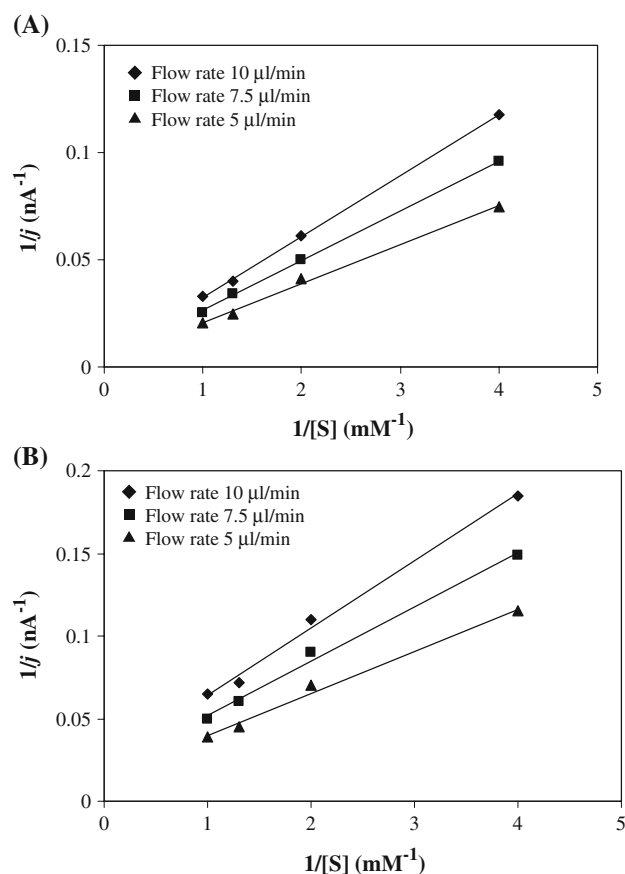 (A)
0.15
Flow rate 10 µl/min
Flow rate 7.5 µl/min
Flow rate 5 µl/min
0.1
1/j (nA⁻¹)
0.05
0
0 1 2 3 4 5
1/[S] (mM⁻¹)
(B)
0.2
Flow rate 10 µl/min
Flow rate 7.5 µl/min
Flow rate 5 µl/min
0.15
1/j (nA⁻¹)
0.1
0.05
0
0 1 2 3 4 5
1/[S] (mM⁻¹)